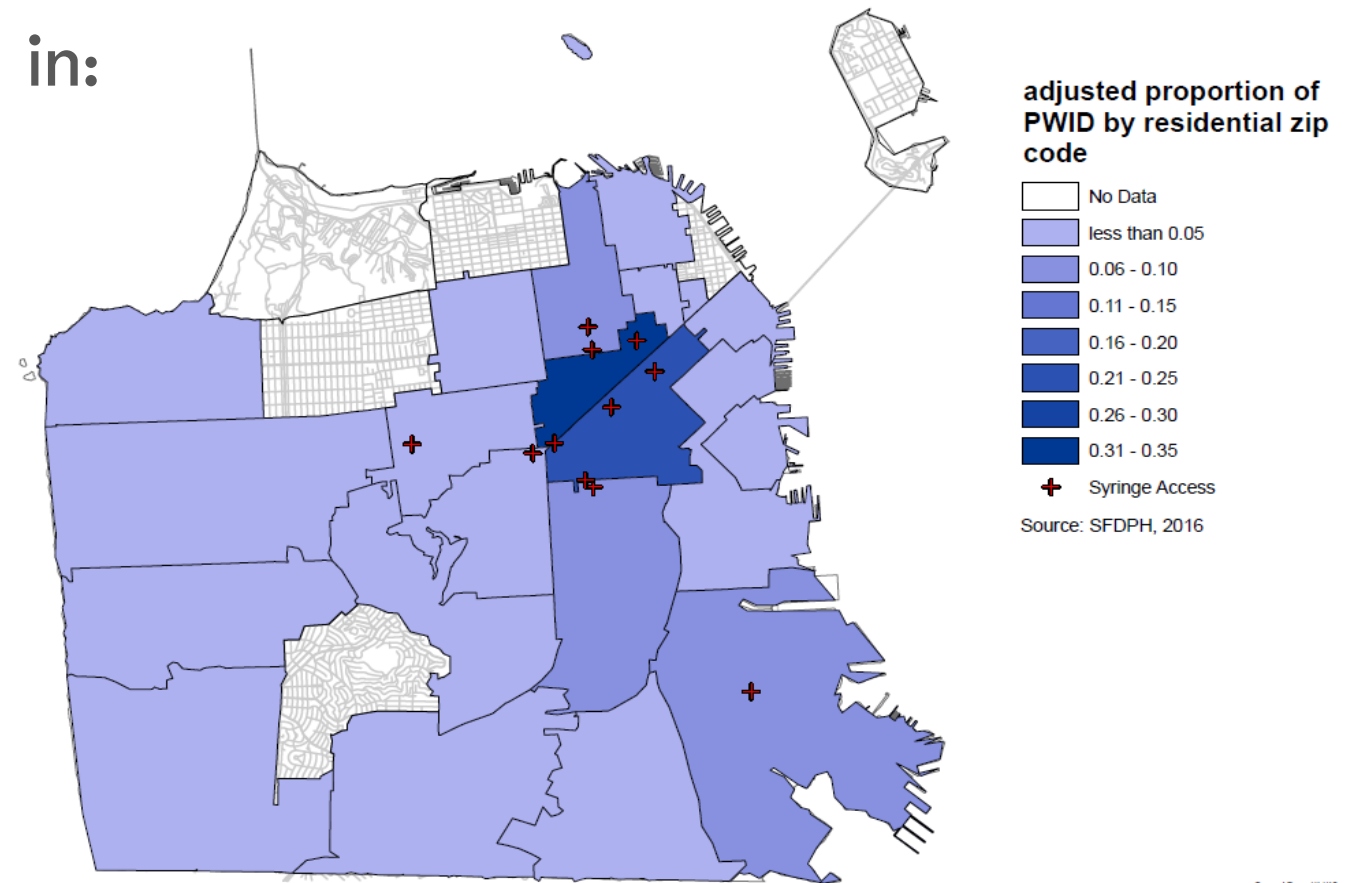 in:
adjusted proportion of
PWID by residential zip
code
No Data
less than 0.05
0.06 - 0.10
0.11 - 0.15
0.16 - 0.20
0.21 - 0.25
0.26 - 0.30
0.31 - 0.35
Syringe Access
Source: SFDPH, 2016